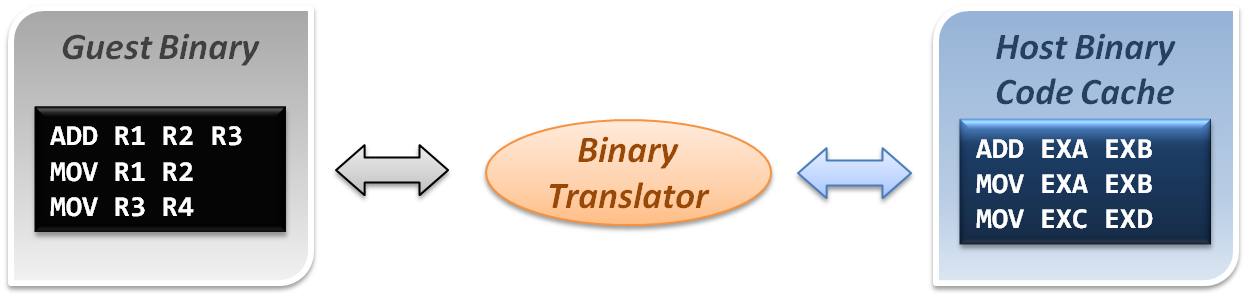 Guest Binary
ADD R1 R2 R3
MOV R1 R2
MOV R3 R4
Binary
Translator
Host Binary
Code Cache
ADD EXA EXB
MOV EXA EXB
MOV EXC EXD